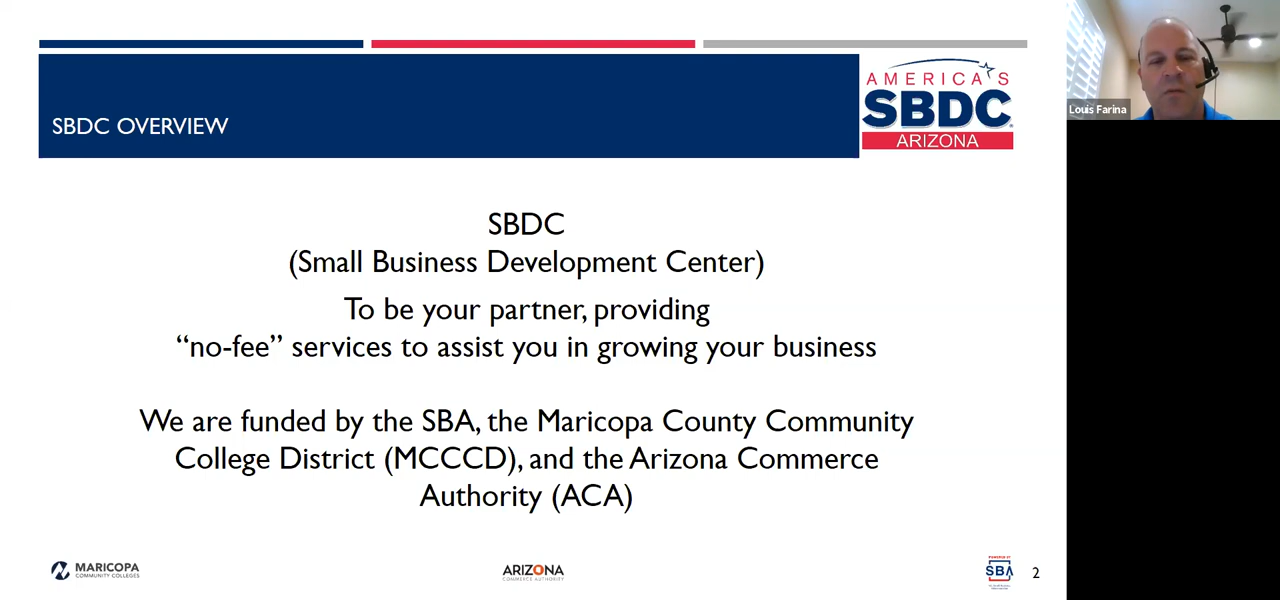 SBDC OVERVIEW
AMERICA'S
SBDC
ARIZONA
Louis Farina
SBDC
(Small Business Development Center)
To be your partner, providing
“no-fee” services to assist you in growing your business
We are funded by the SBA, the Maricopa County Community
College District (MCCCD), and the Arizona Commerce
Authority (ACA)
MARICOPA
COMMUNITY COLLEGES
ARIZONA
COMMERCE AUTHORITY
POWERED BY
SBA
2